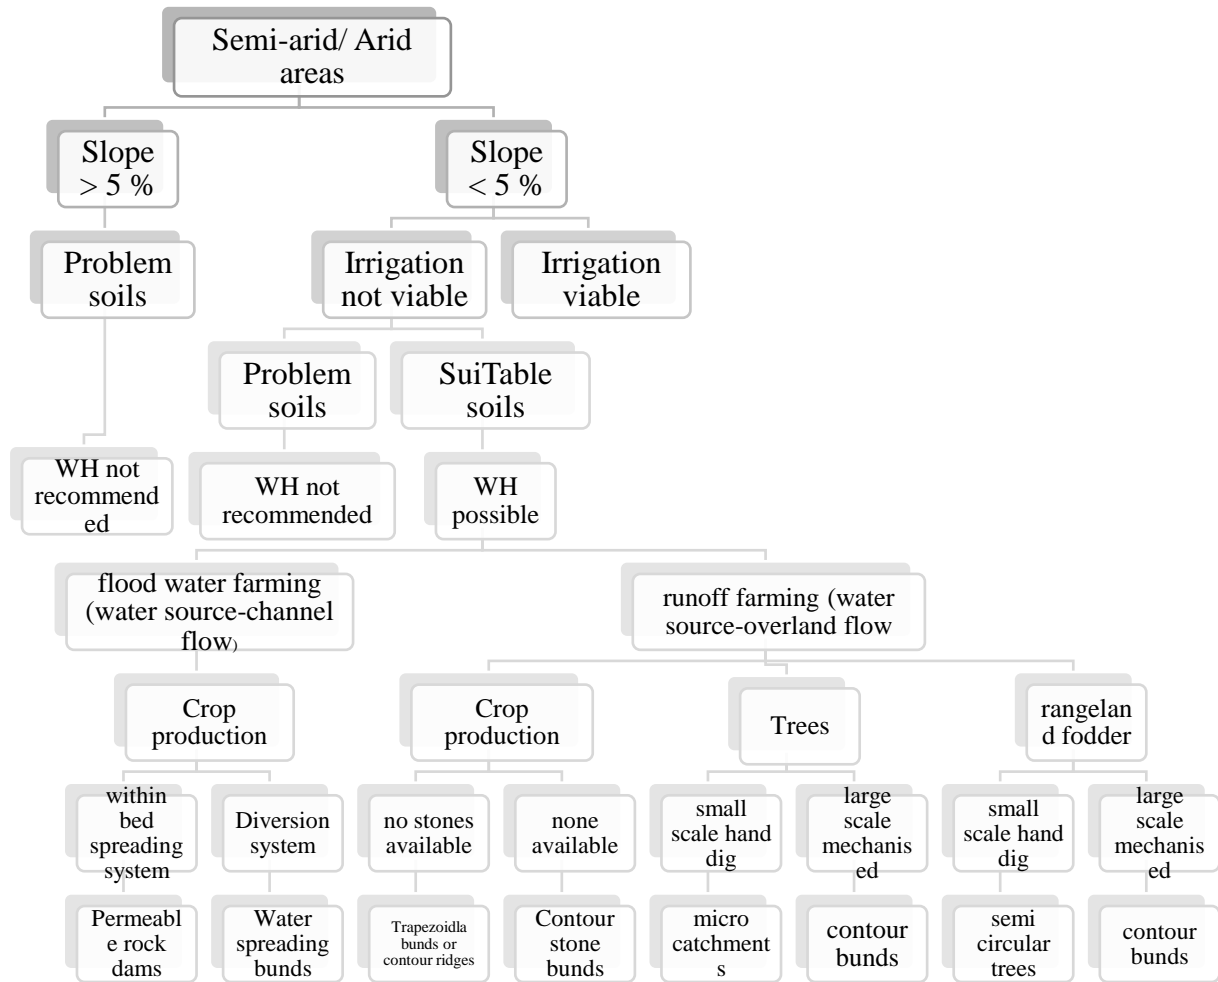 Semi-arid/ Arid
areas
Slope
> 5 %
Slope
< 5 %
Problem
soils
Irrigation
not viable
Irrigation
viable
Problem
soils
SuiTable
soils
WH not
recommend
ed
WH not
recommended
WH
possible
flood water farming
(water source-channel
flow)
runoff farming (water
source-overland flow
Crop
production
Crop
production
Trees
rangelan
d fodder
within
bed
spreading
system
Diversion
system
no stones
available
none
available
small
scale hand
dig
large
scale
mechanis
ed
small
scale hand
dig
large
scale
mechanis
ed
Permeabl
e rock
dams
Water
spreading
bunds
Trapezoidla
bunds or
contour ridges
Contour
stone
bunds
micro
catchment
s
contour
bunds
semi
circular
trees
contour
bunds